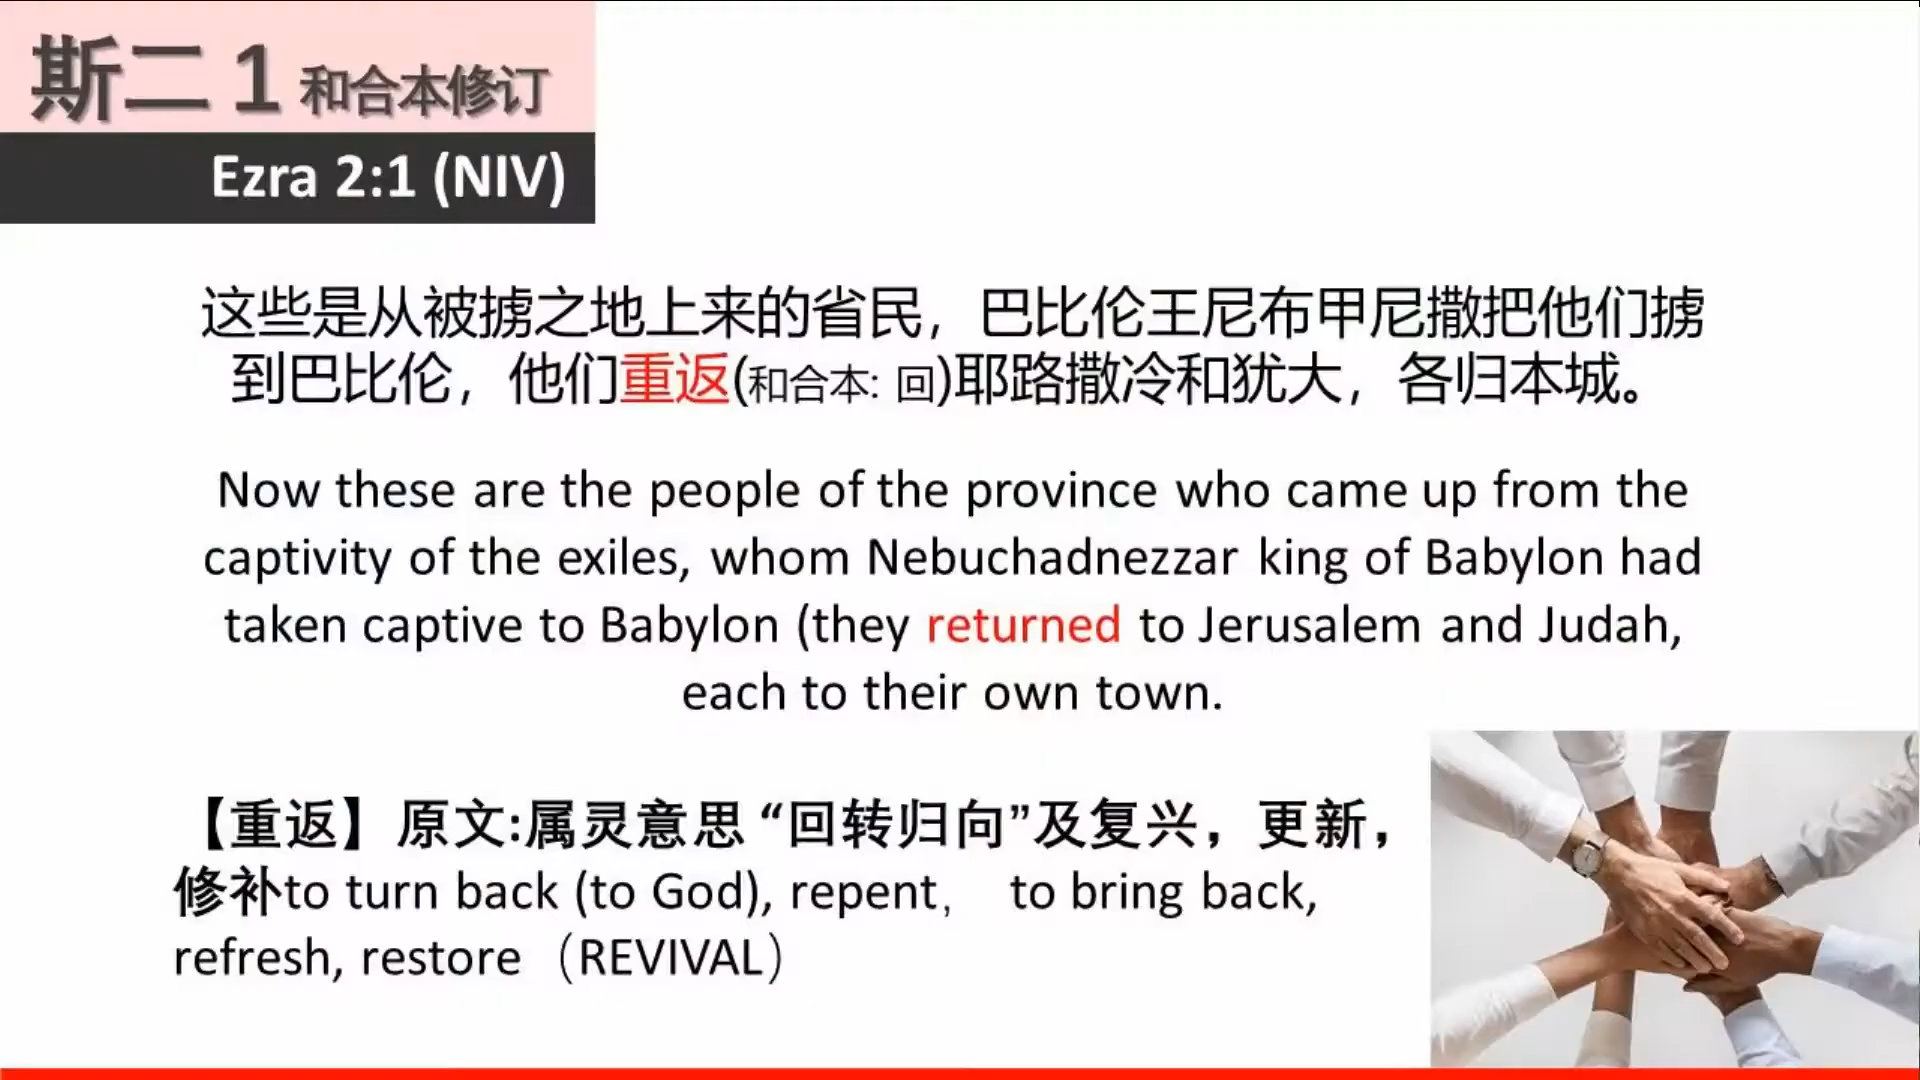 斯二 1 和合本修订
Ezra 2:1 (NIV)
这些是从被掳之地上来的省民，巴比伦王尼布甲尼撒把他们掳
到巴比伦，他们重返(和合本: 回)耶路撒冷和犹大，各归本城。
Now these are the people of the province who came up from the
captivity of the exiles, whom Nebuchadnezzar king of Babylon had
taken captive to Babylon (they returned to Jerusalem and Judah,
each to their own town.
【重返】原文:属灵意思 “回转归向”及复兴，更新，
修补to turn back (to God), repent， to bring back,
refresh, restore（REVIVAL）